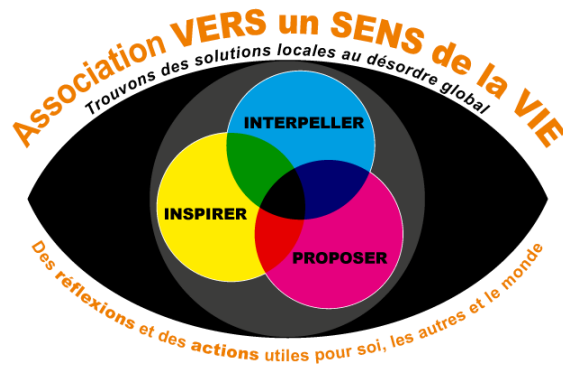 Association VERS un SENS de la VIE
Trouvons des solutions locales au désordre global
INTERPELLER
INSPIRER
PROPOSER
Des réflexions et des actions utiles pour soi, les autres et le monde